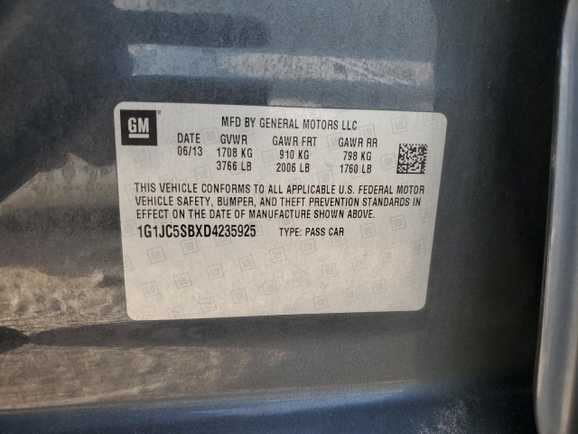 GM
MFD BY GENERAL MOTORS LLC
DATE GVWR GAWR FRT GAWR RR
06/13 1708 KG 910 KG 798 KG
3766 LB 2006 LB 1760 LB
THIS VEHICLE CONFORMS TO ALL APPLICABLE U.S. FEDERAL MOTOR
VEHICLE SAFETY, BUMPER, AND THEFT PREVENTION STANDARDS IN
EFFECT ON THE DATE OF MANUFACTURE SHOWN ABOVE.
1G1JC5SBXD4235925 TYPE: PASS CAR